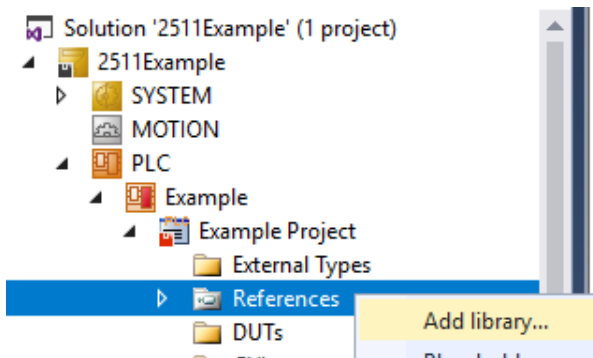 Solution '2511Example' (1 project)
2511Example
SYSTEM
MOTION
PLC
Example
Example Project
External Types
References
Add library...
DUTs